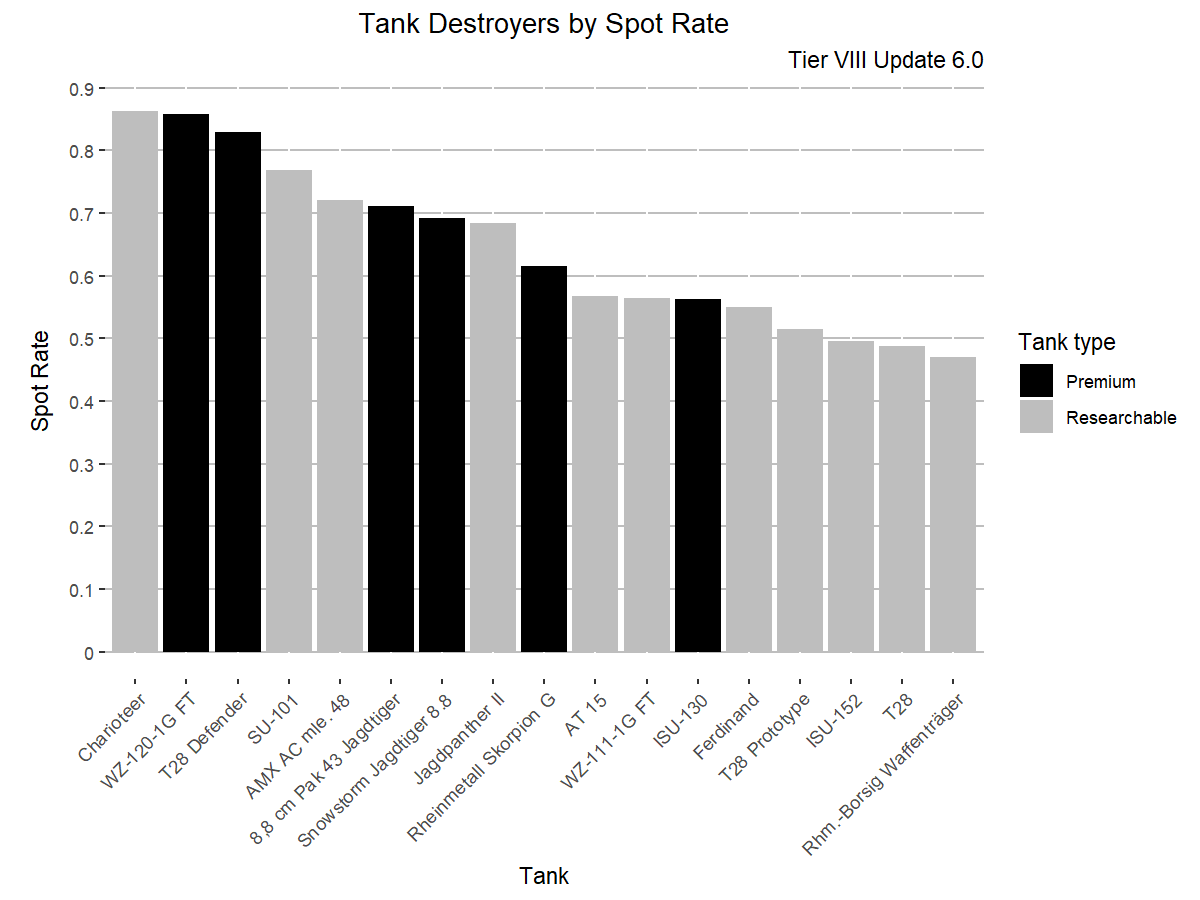 Tank Destroyers by Spot Rate
Tier VIII Update 6.0
0.9
0.8
0.7
0.6
0.5
0.4
0.3
0.2
0.1
0
Spot Rate
Charioteer
WZ-120-1G FT
T28 Defender
SU-101
AMX AC mle. 48
8,8 cm Pak 43 Jagdtiger
Snowstorm Jagdtiger 8.8
Jagdpanther II
Rheinmetall Skorpion G
AT 15
WZ-111-1G FT
ISU-130
Ferdinand
T28 Prototype
ISU-152
T28
Rhm.-Borsig Waffenträger
Tank
Tank type
Premium
Researchable